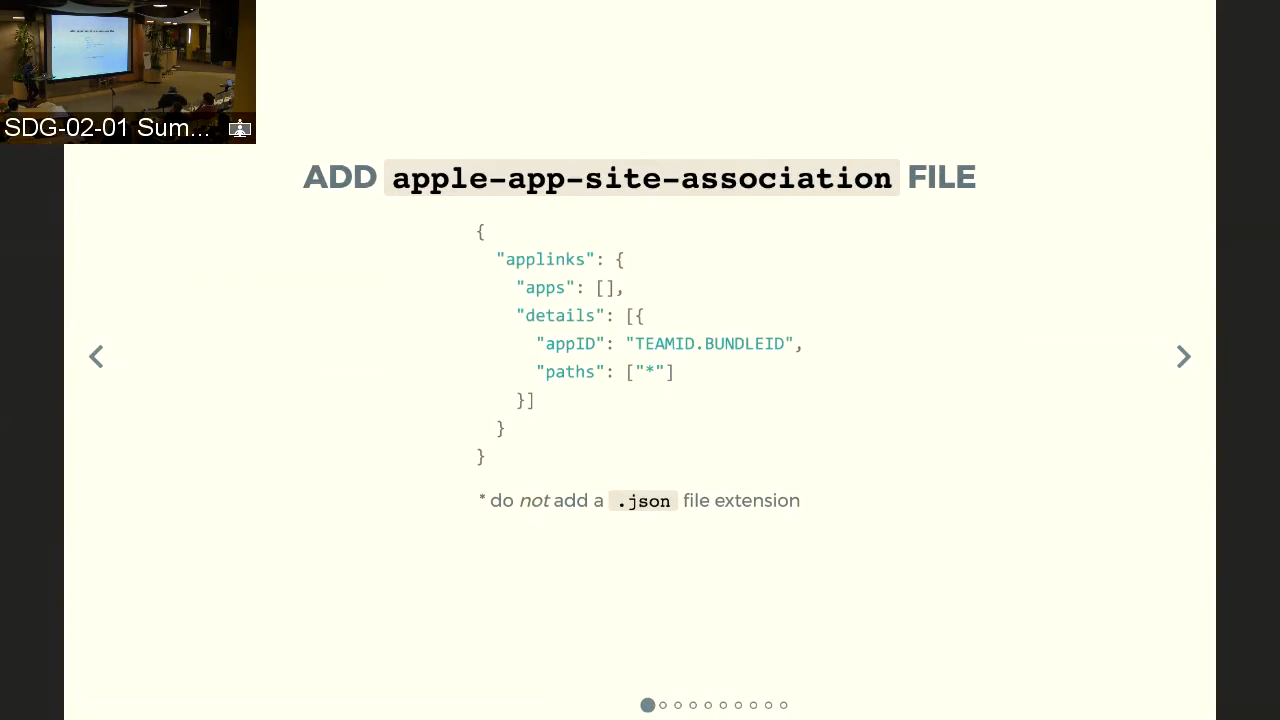 SDG-02-01 Sum...
ADD apple-app-site-association FILE
{
"applinks": {
"apps": [],
"details": [{
"appID": "TEAMID.BUNDLEID",
"paths": ["*"]
}]
}
}
* do not add a .json file extension